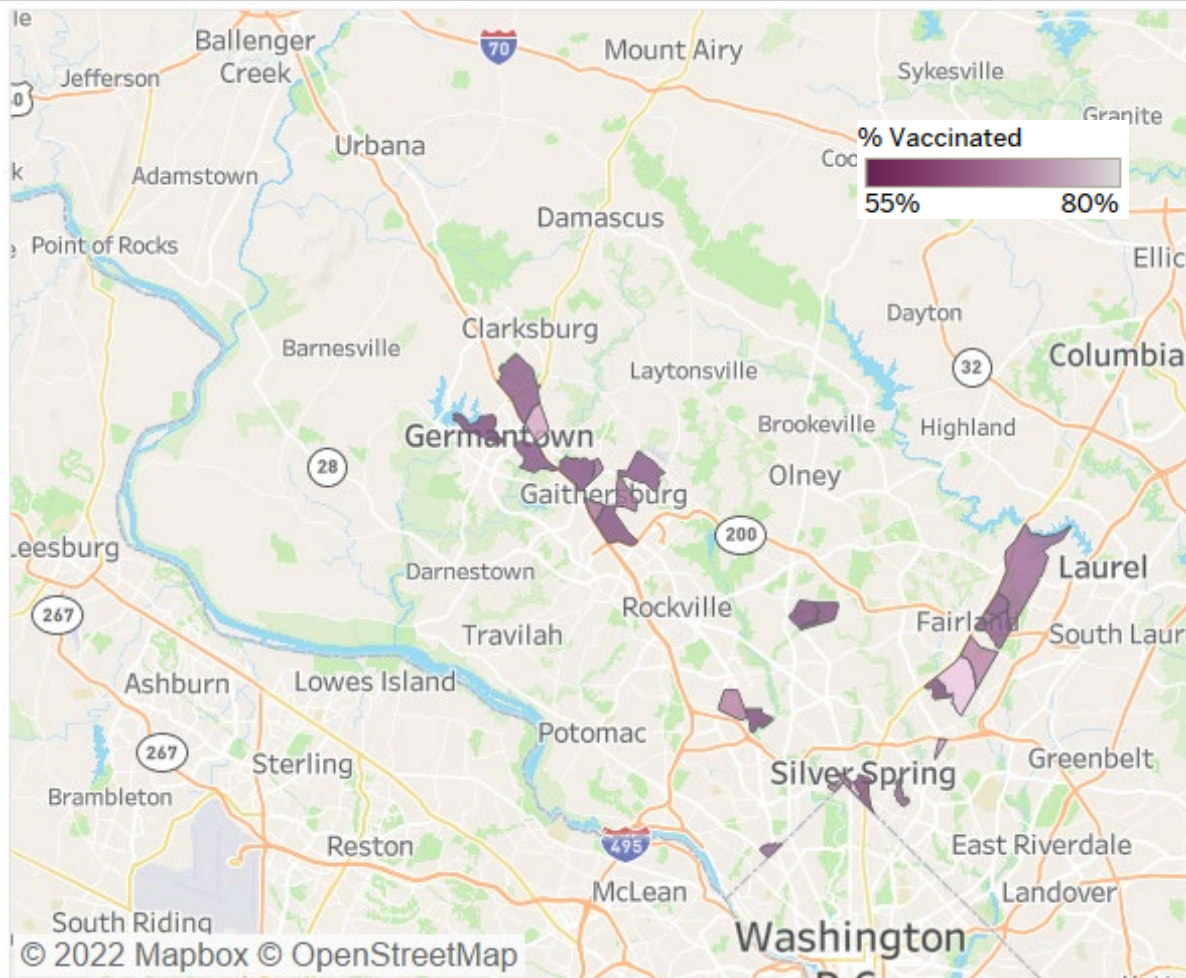 le
Ballenger
Creek
70
Mount Airy
Jefferson
Sykesville
Granite
Urbana
% Vaccinated
55%
80%
Coo
k
Adamstown
Damascus
Point of Rocks
Ellic
Dayton
Clarksburg
Barnesville
Laytonsville
32
Columbia
Germantown
Brookeville
Highland
28
Olney
Gaithersburg
200
Leesburg
Darnestown
Laurel
267
Rockville
Fairland
Travilah
South Laur
Ashburn
Lowes Island
Potomac
267
Sterling
Silver Spring
Greenbelt
Brambleton
Reston
495
East Riverdale
McLean
Landover
South Riding
Washington
© 2022 Mapbox © OpenStreetMap